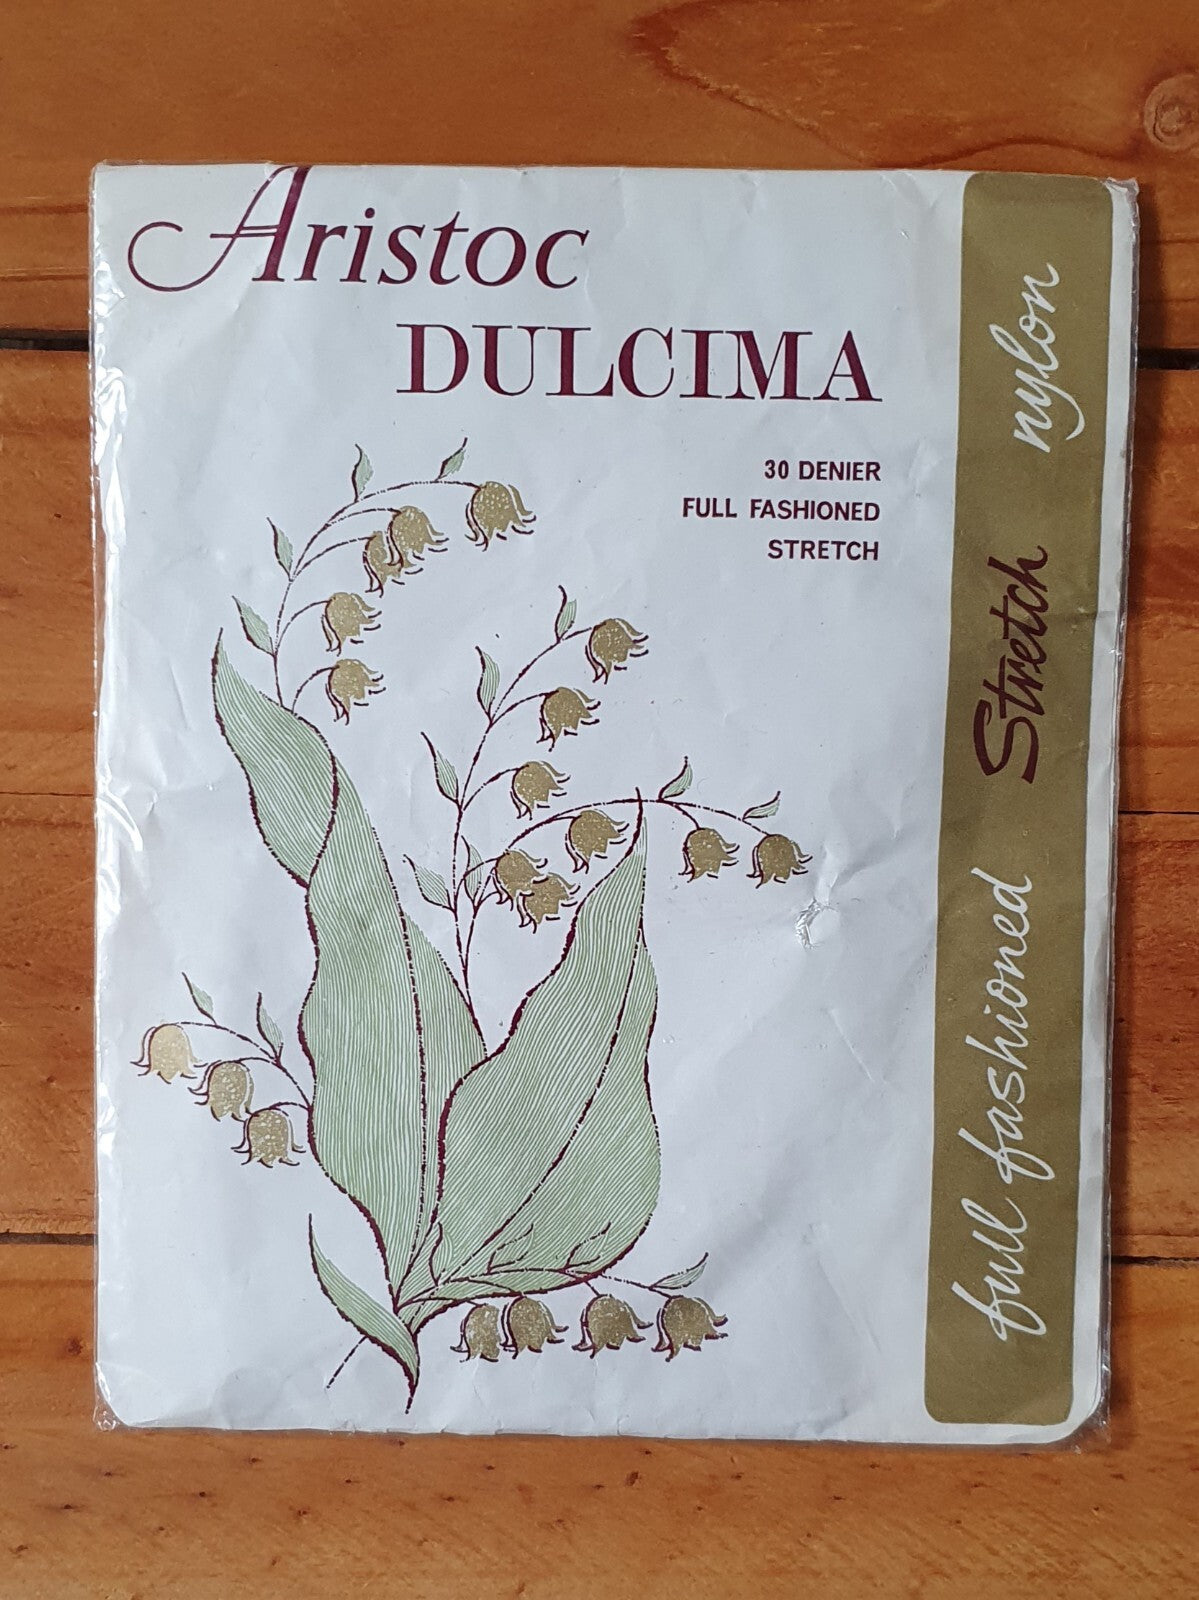 Aristoc
DULCIMA
30 DENIER
FULL FASHIONED
STRETCH
full fashioned Stretch nylon